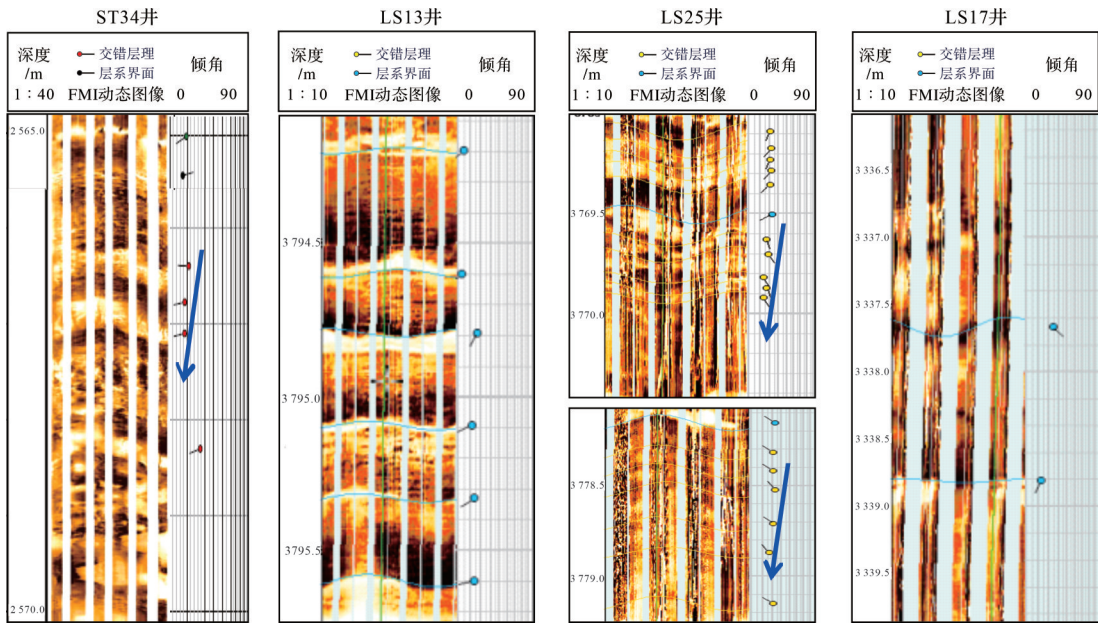 ST34井
深度
/m
1：40
交错层理
层系界面
FMI动态图像
倾角
0 90
2 565.0
2 570.0
LS13井
深度
/m
1：10
交错层理
层系界面
FMI动态图像
倾角
0 90
3 794.5
3 795.0
3795.5
LS25井
深度
/m
1：10
交错层理
层系界面
FMI动态图像
倾角
0 90
3 769.5
3 770.0
3 778.5
3 779.0
LS17井
深度
/m
1：10
交错层理
层系界面
FMI动态图像
倾角
0 90
3 336.5
3 337.0
3 337.5
3 338.0
3 338.5
3 339.0
3 339.5